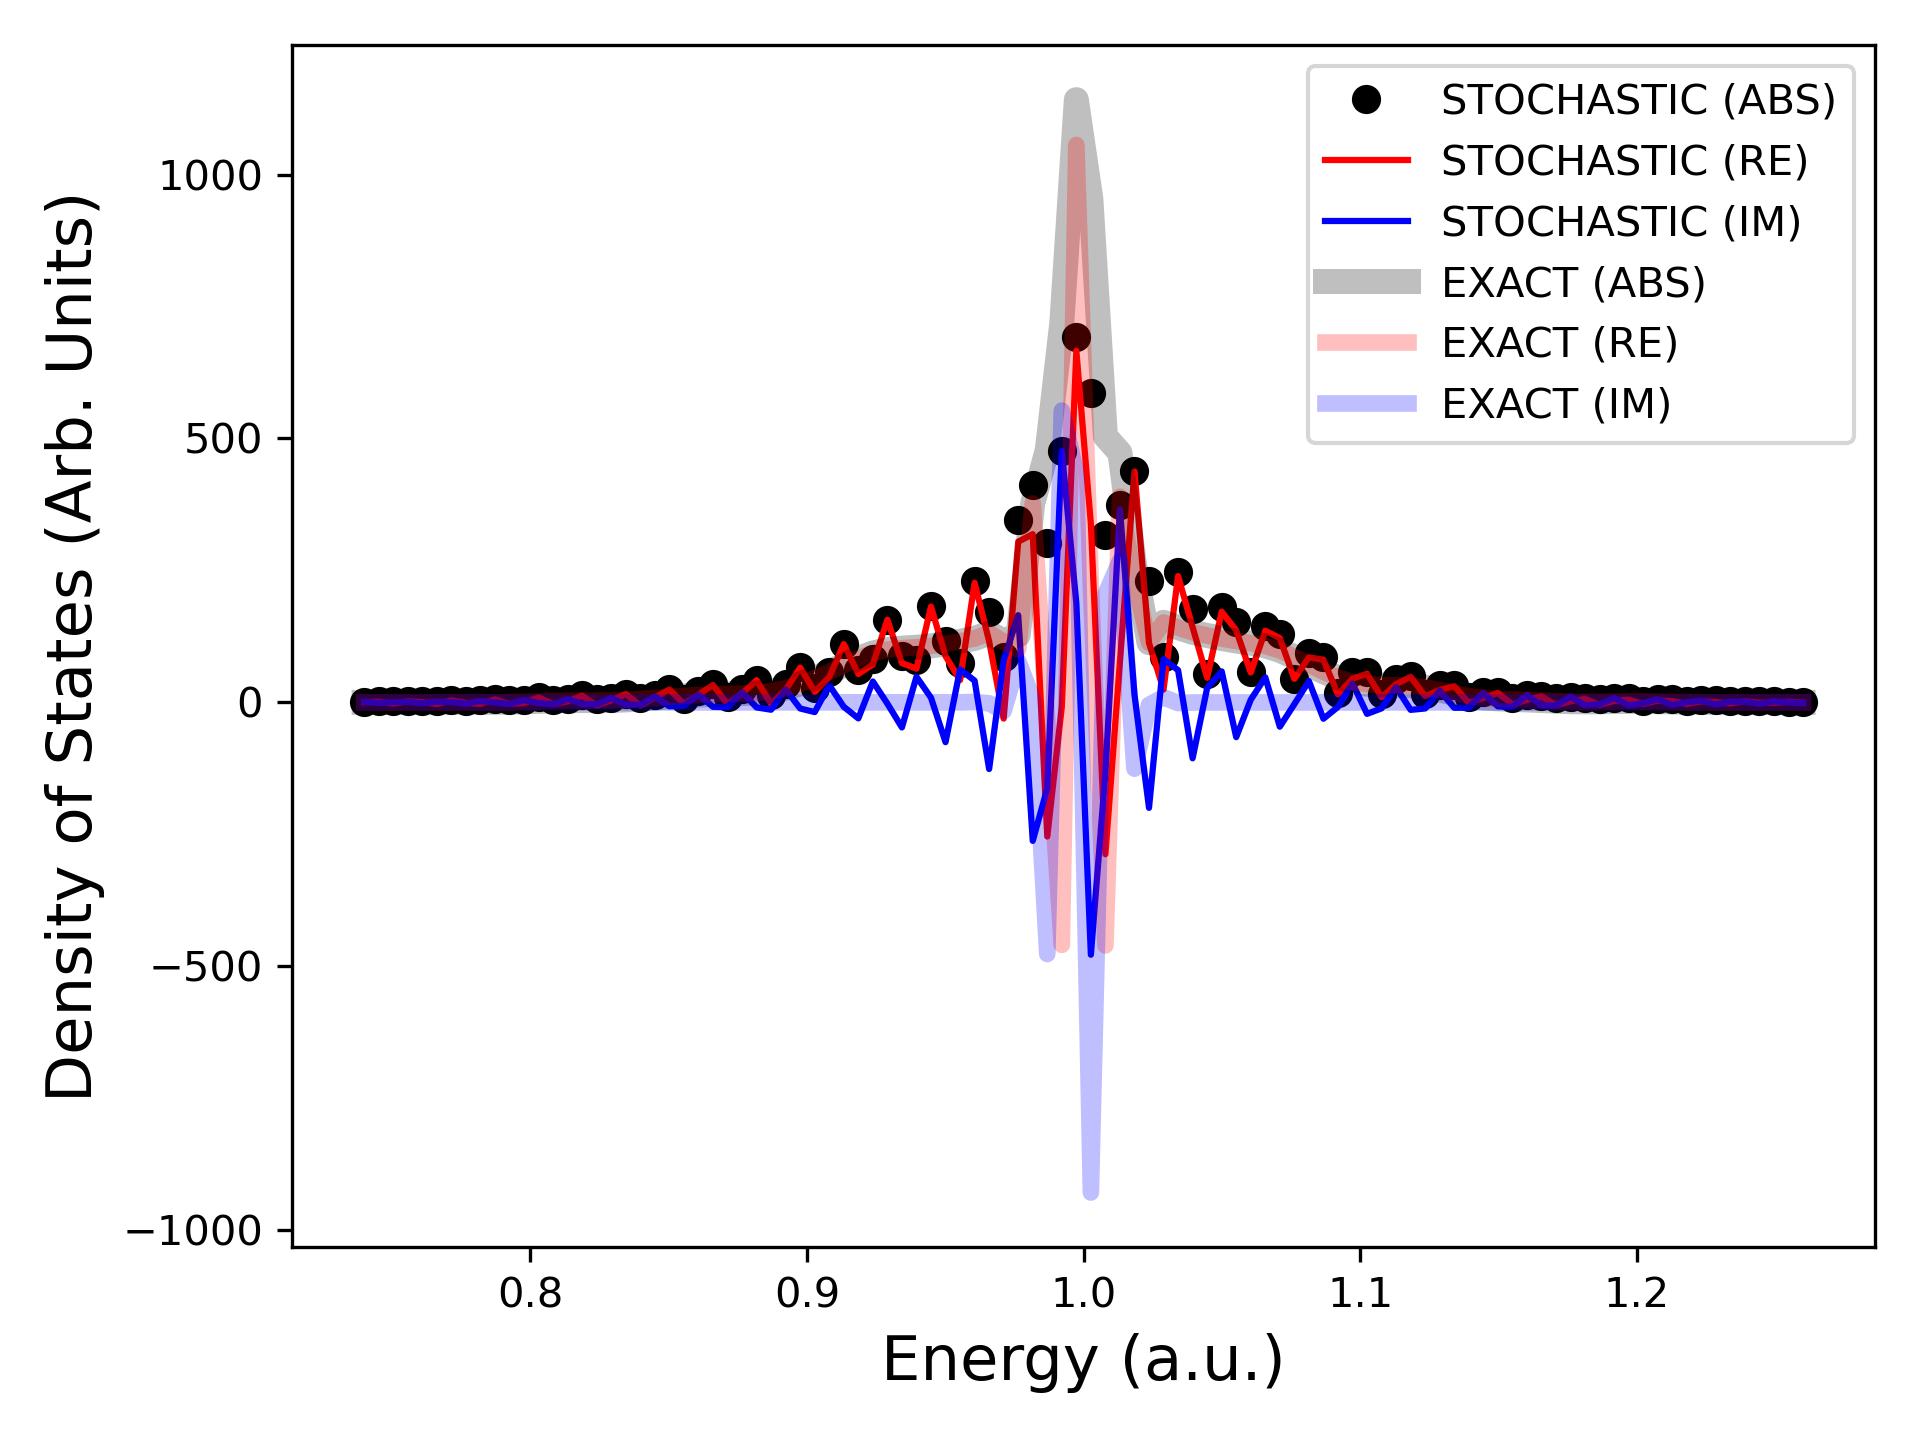 STOCHASTIC (ABS)
STOCHASTIC (RE)
STOCHASTIC (IM)
EXACT (ABS)
EXACT (RE)
EXACT (IM)
Density of States (Arb. Units)
1000
500
0
−500
−1000
0.8
0.9
1.0
1.1
1.2
Energy (a.u.)